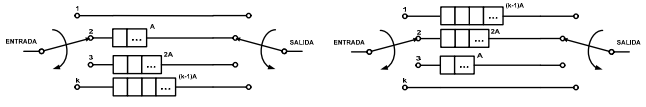 1
A
...
2
ENTRADA
SALIDA
2A
...
3
(k-1)A
...
k
(k-1)A
...
1
2A
...
2
ENTRADA
SALIDA
A
...
3
k